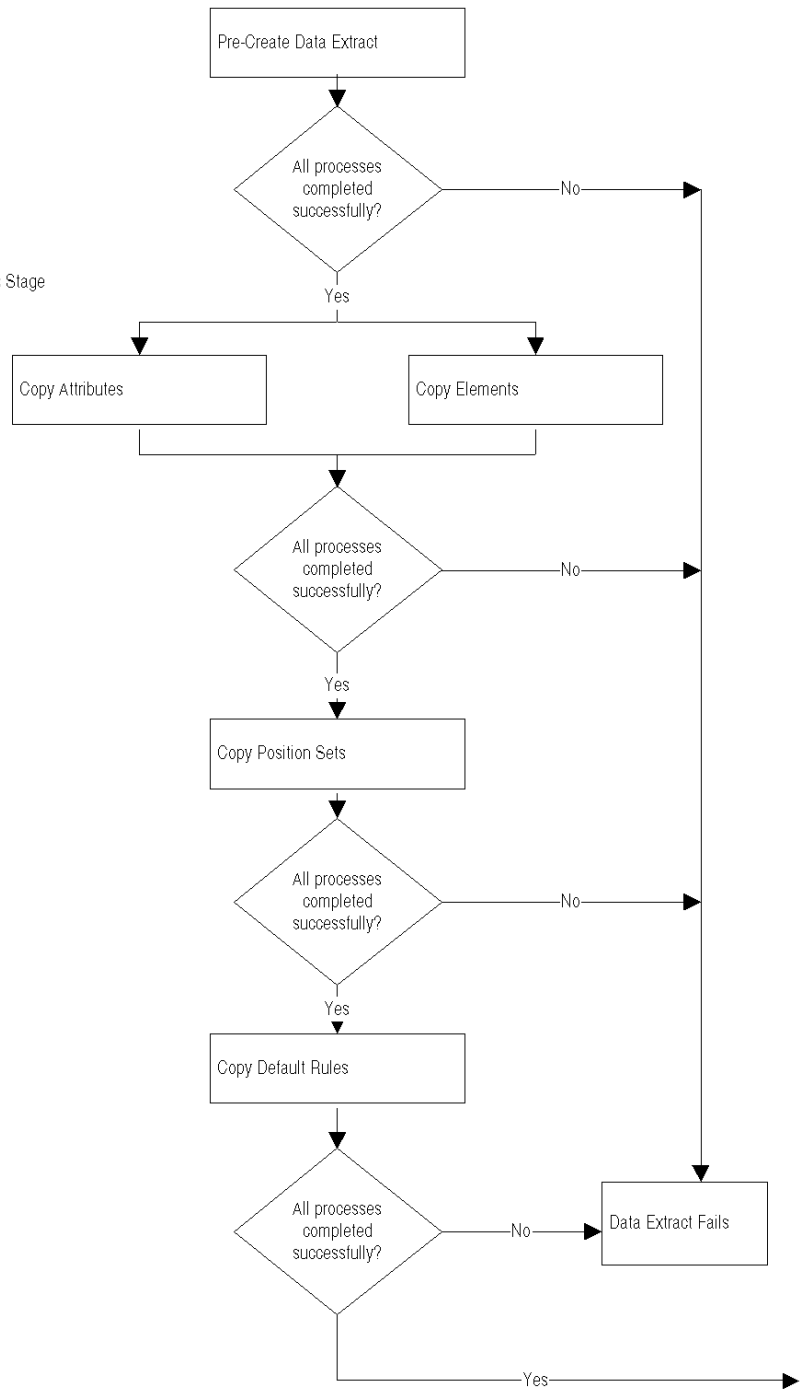 Pre-Create Data Extract
All processes
completed
successfully?
No
Stage
Yes
Copy Attributes
Copy Elements
All processes
completed
successfully?
No
Yes
Copy Position Sets
All processes
completed
successfully?
No
Yes
Copy Default Rules
All processes
completed
successfully?
No
Data Extract Fails
Yes